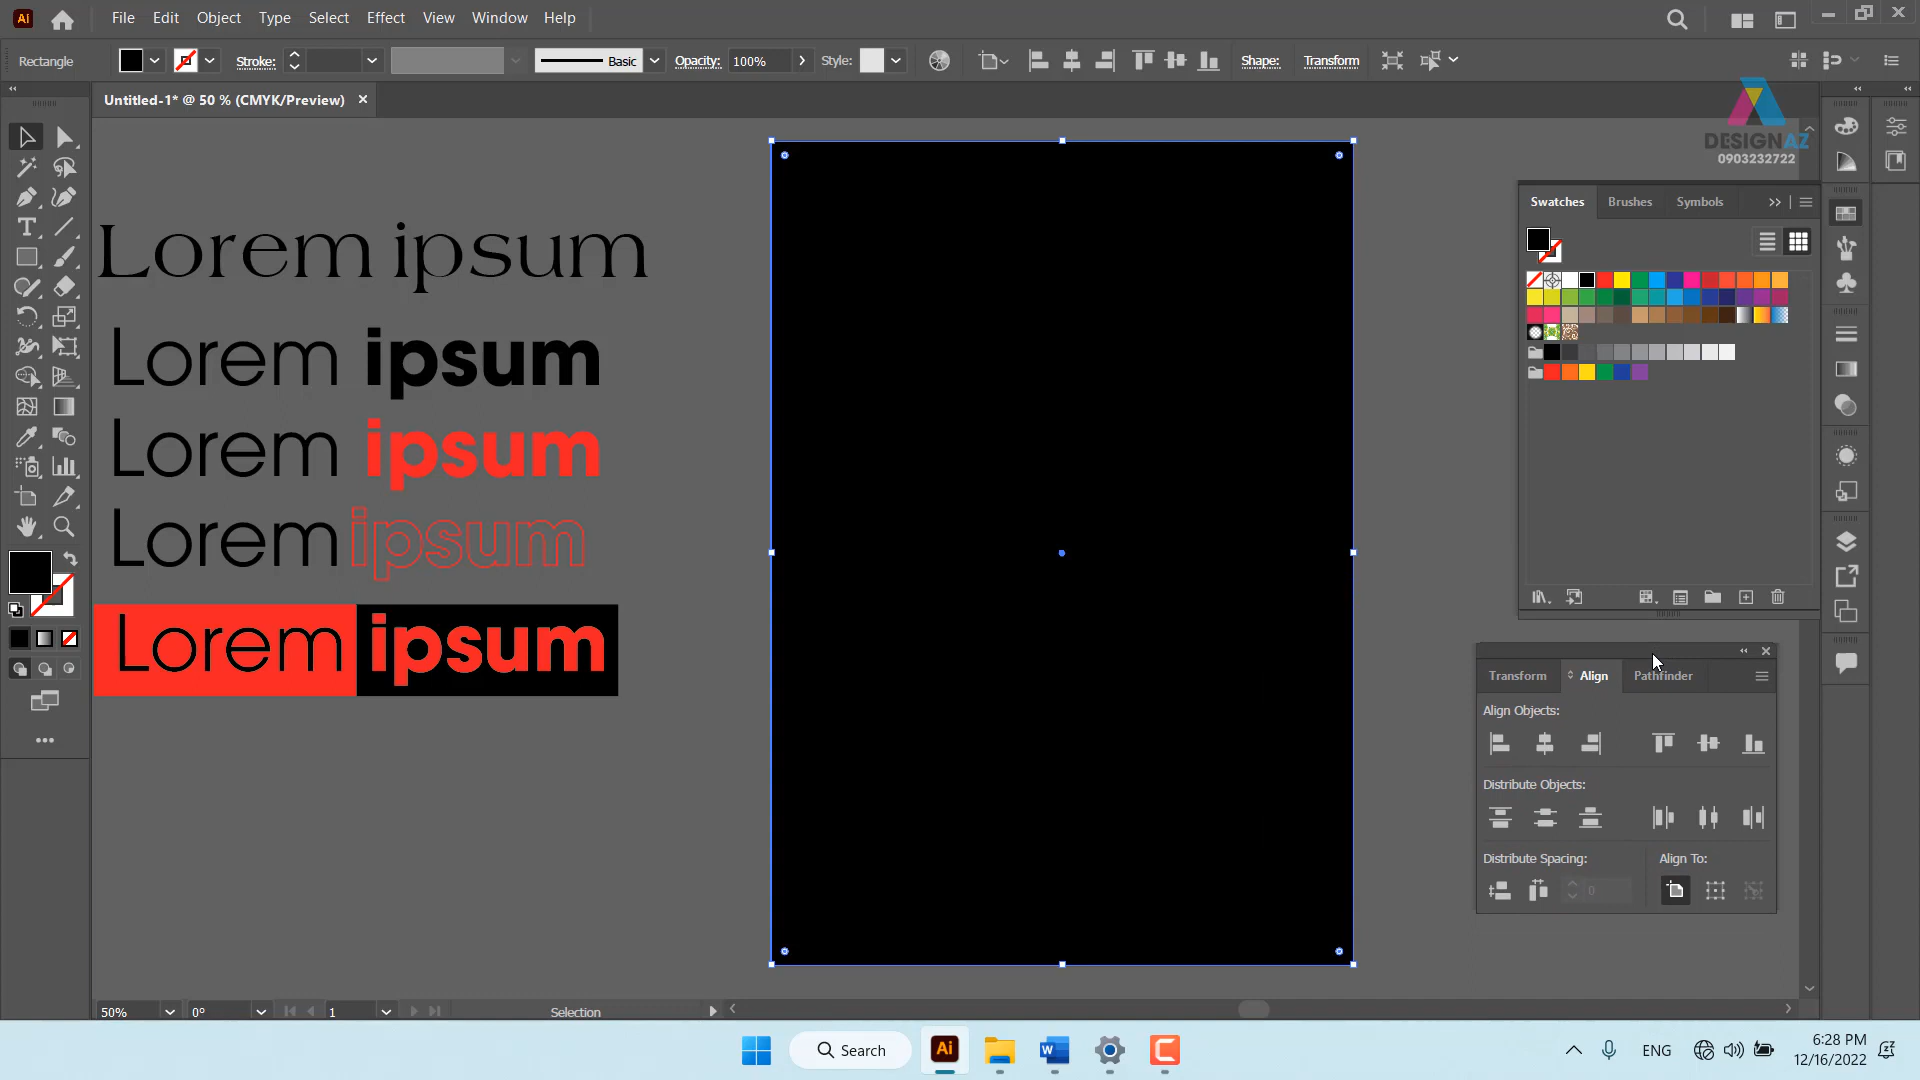 Ai File Edit Object Type Select Effect View Window Help
Rectangle Stroke: Basic Opacity: 100% Style: Shape: Transform
Untitled-1* @ 50 % (CMYK/Preview)
DESIGNAZ
0903232722
Swatches Brushes Symbols
Lorem ipsum
Lorem ipsum
Lorem ipsum
Lorem ipsum
Lorem ipsum
Transform Align Pathfinder
Align Objects:
Distribute Objects:
Distribute Spacing: Align To:
0
50% 0° 1 Selection
Search Ai W C ENG 6:28 PM
12/16/2022